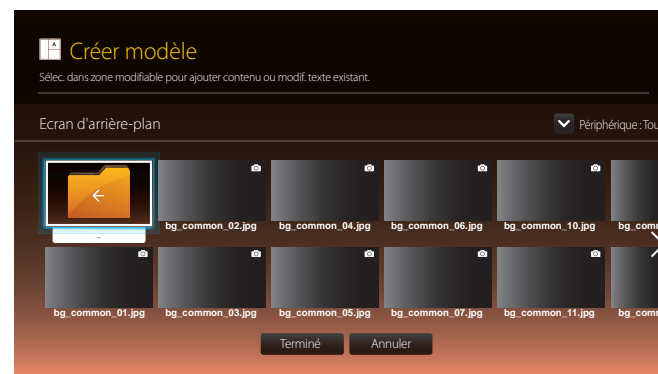 A
Créer modèle
Sélec. dans zone modifiable pour ajouter contenu ou modif. texte existant.
Ecran d'arrière-plan
Périphérique : Tou
..
bg_common_02.jpg
bg_common_04.jpg
bg_common_06.jpg
bg_common_10.jpg
bg_com
bg_common_01.jpg
bg_common_03.jpg
bg_common_05.jpg
bg_common_07.jpg
bg_common_11.jpg
bg_com
Terminé
Annuler